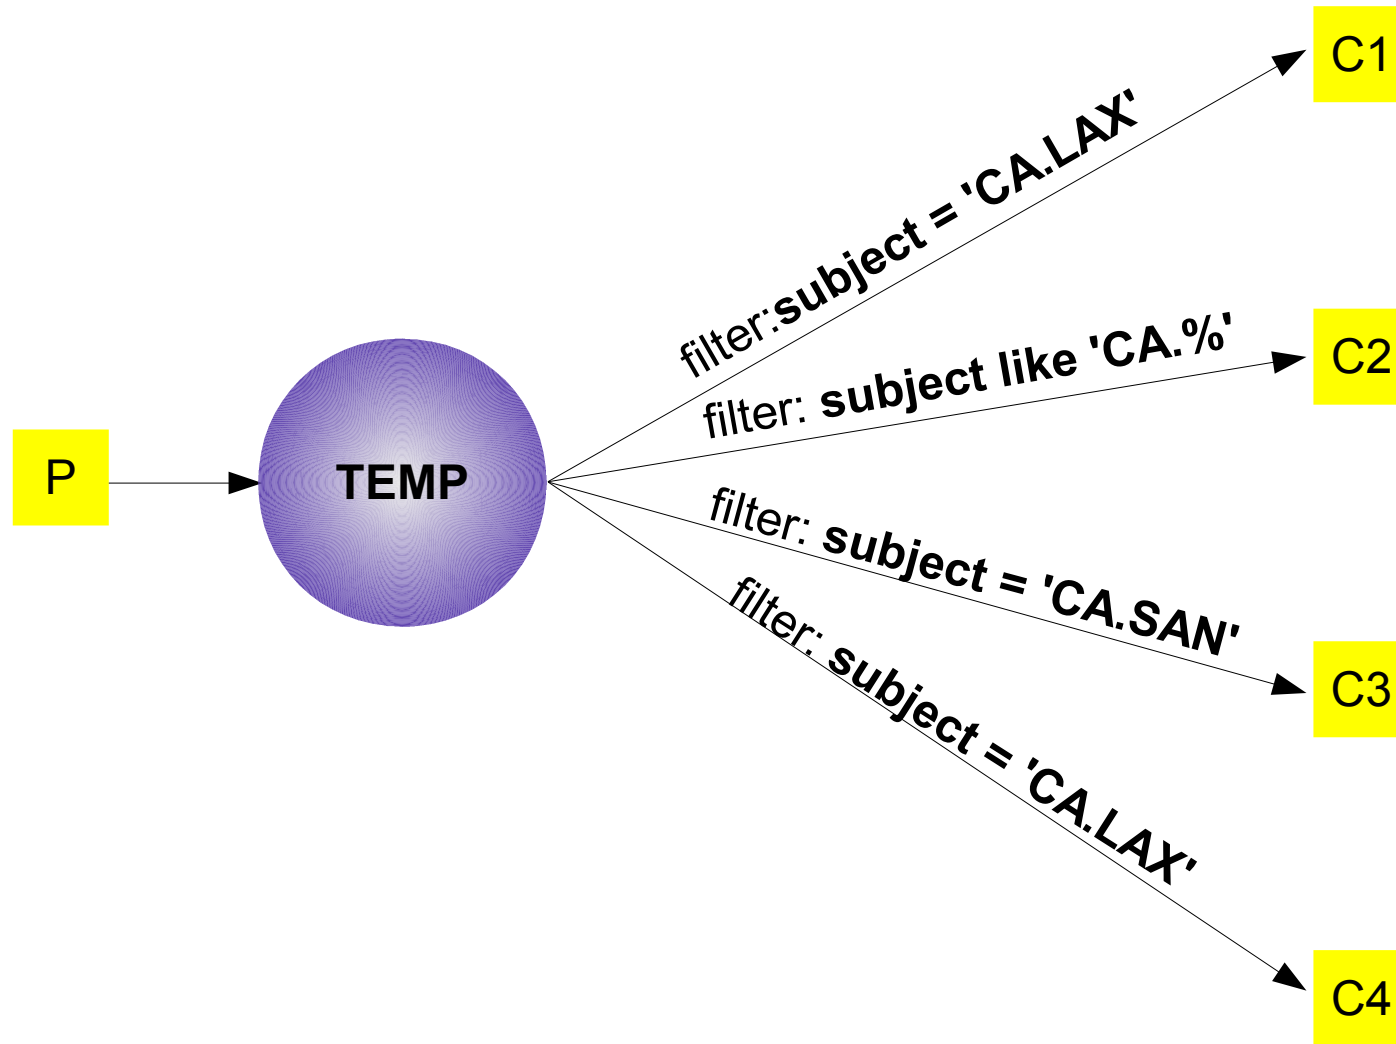 C1
filter:subject = 'CA.LAX'
filter: subject like 'CA.%'
C2
P
TEMP
filter: subject = 'CA.SAN'
C3
filter: subject = 'CA.LAX'
C4